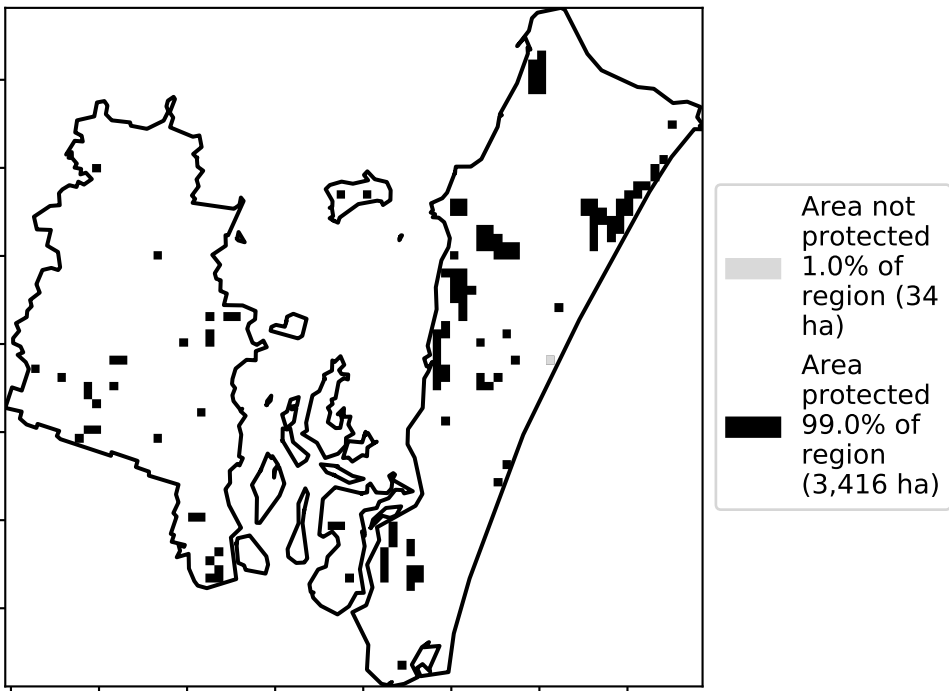 Area not
protected
1.0% of
region (34
ha)
Area
protected
99.0% of
region
(3,416 ha)